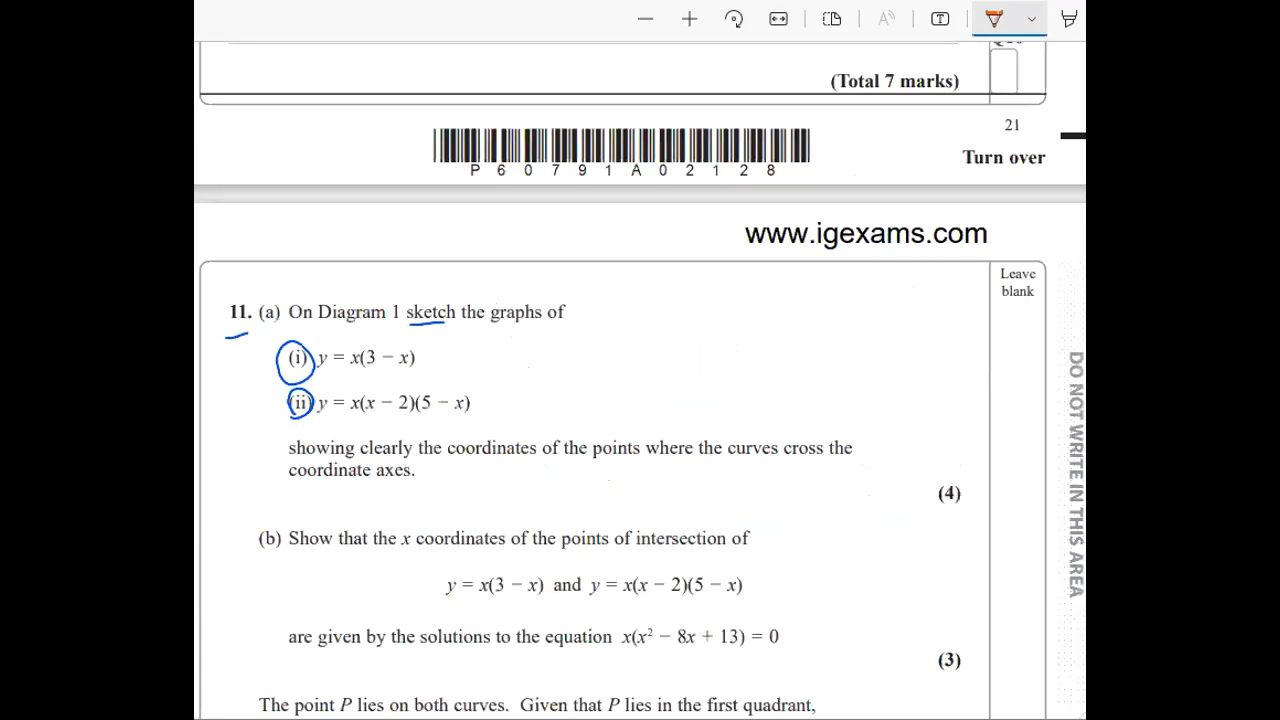 (Total 7 marks)
21
P 6 0 7 9 1 A 0 2 1 2 8
Turn over
www.igexams.com
Leave
blank
11. (a) On Diagram 1 sketch the graphs of
(i) y = x(3 − x)
(ii) y = x(x − 2)(5 − x)
showing clearly the coordinates of the points where the curves cross the
coordinate axes.
(4)
(b) Show that the x coordinates of the points of intersection of
y = x(3 − x) and y = x(x − 2)(5 − x)
are given by the solutions to the equation x(x² − 8x + 13) = 0
(3)
The point P lies on both curves. Given that P lies in the first quadrant,
DO NOT WRITE IN THIS AREA